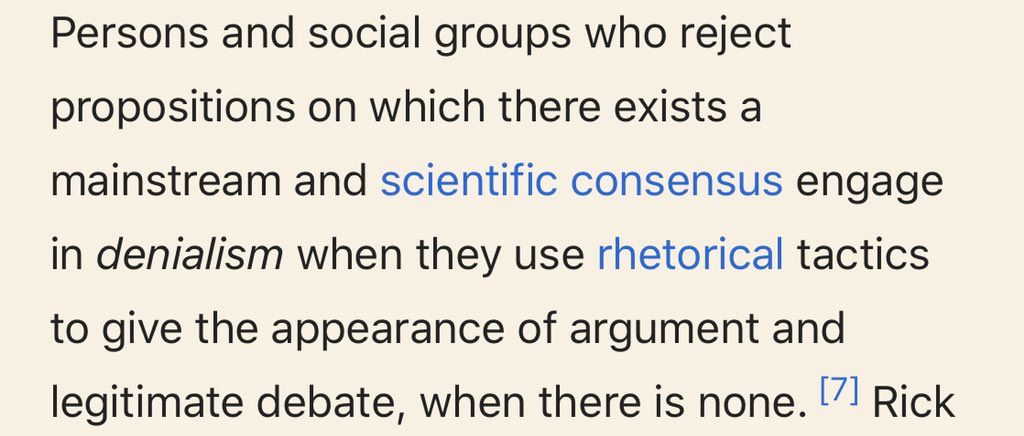 Persons and social groups who reject
propositions on which there exists a
mainstream and scientific consensus engage
in denialism when they use rhetorical tactics
to give the appearance of argument and
legitimate debate, when there is none. [7] Rick